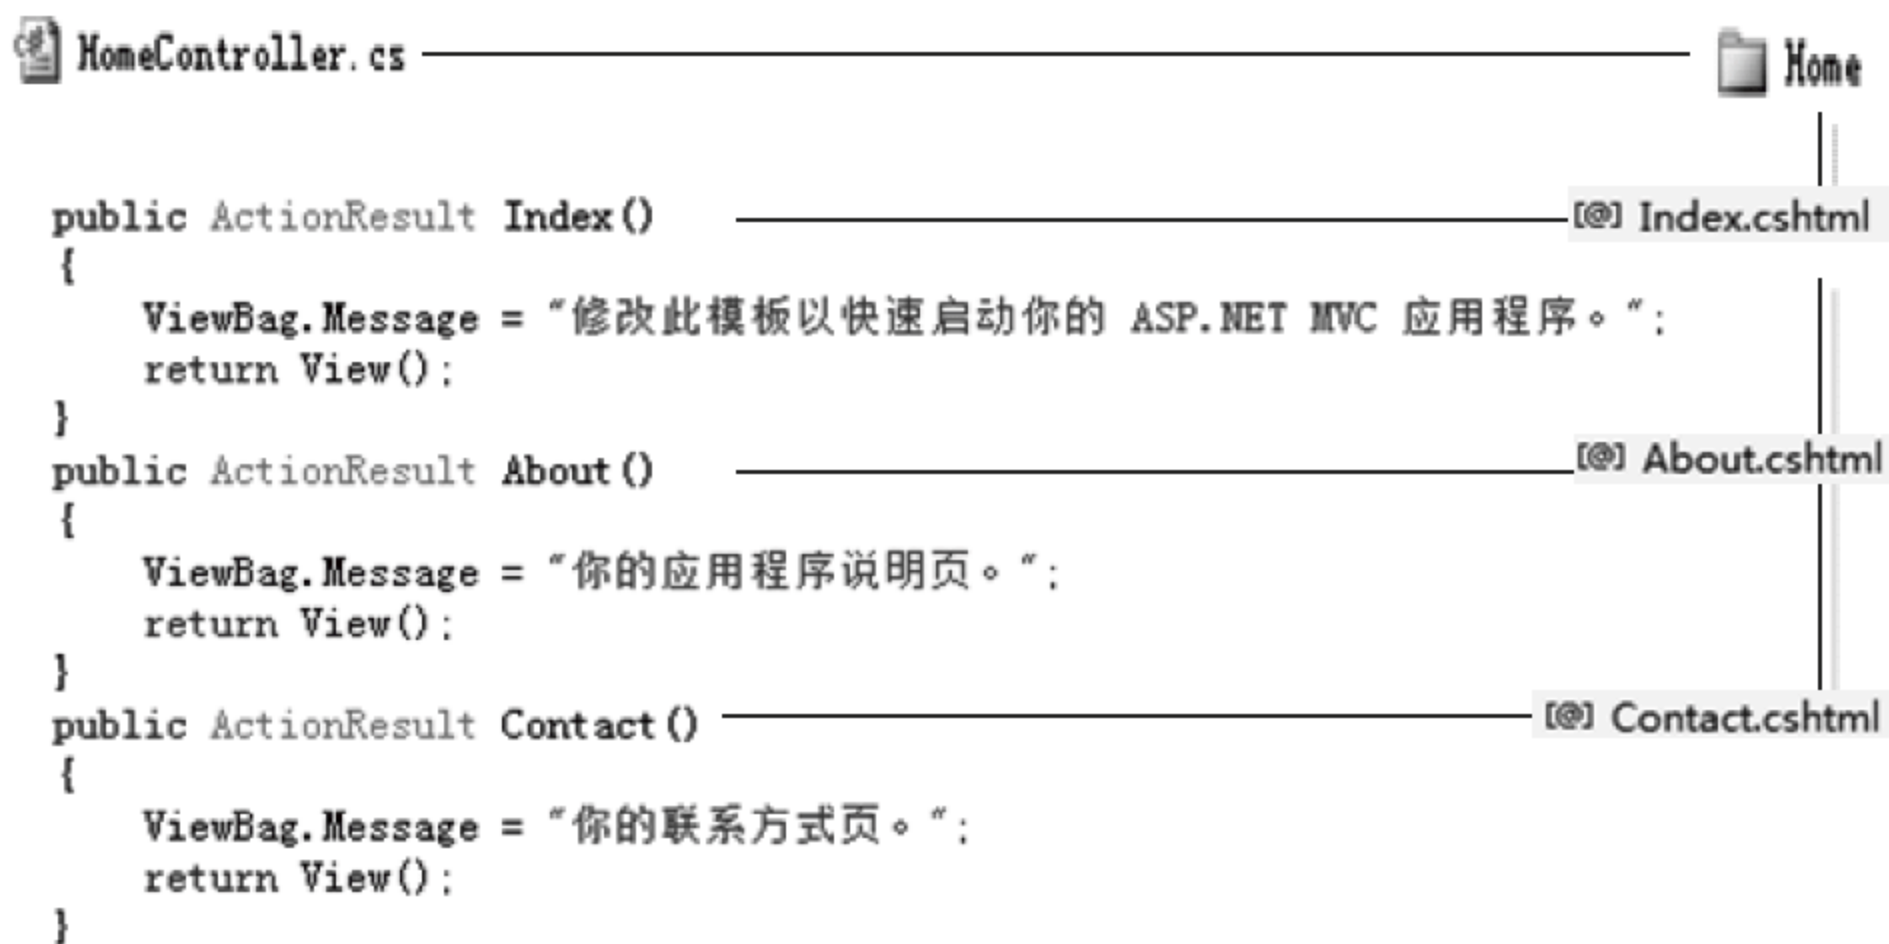 HomeController.cs Home
public ActionResult Index() [@] Index.cshtml
{
ViewBag.Message = "修改此模板以快速启动你的 ASP.NET MVC 应用程序。";
return View();
}
public ActionResult About() [@] About.cshtml
{
ViewBag.Message = "你的应用程序说明页。";
return View();
}
public ActionResult Contact() [@] Contact.cshtml
{
ViewBag.Message = "你的联系方式页。";
return View();
}